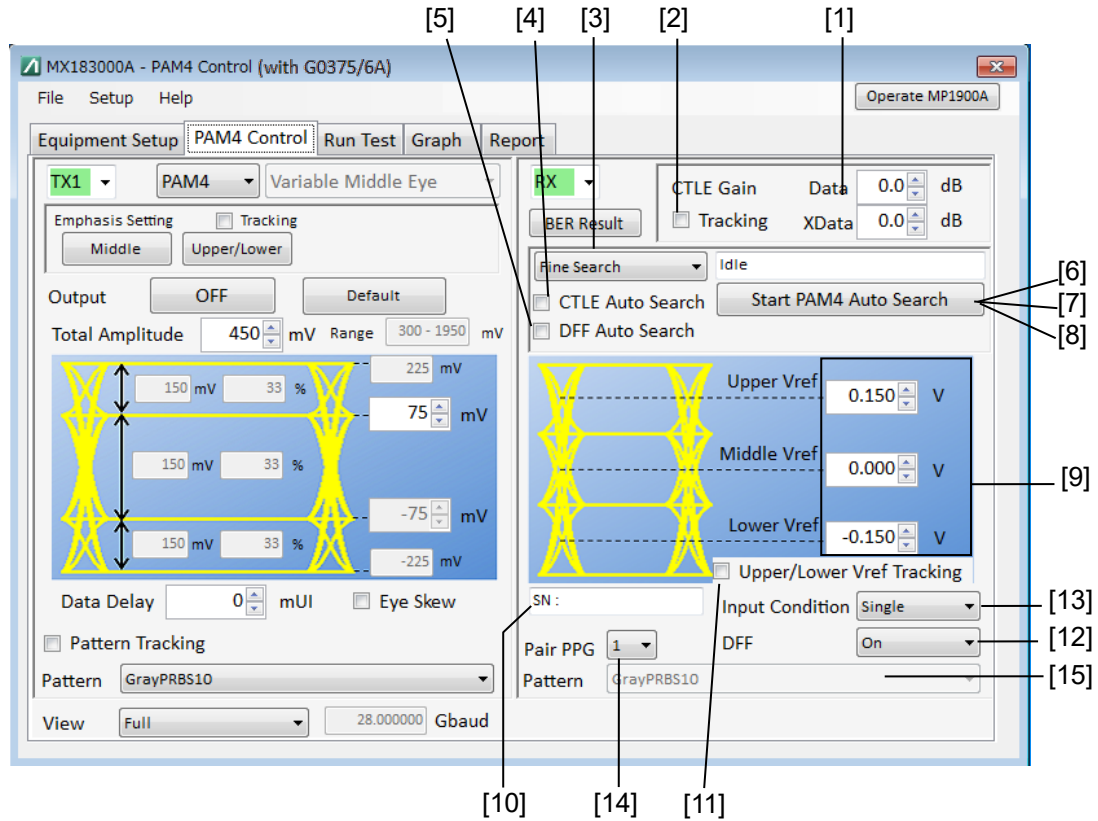 [5] [4] [3] [2] [1]
MX183000A - PAM4 Control (with G0375/6A)
File Setup Help Operate MP1900A
Equipment Setup PAM4 Control Run Test Graph Report
TX1 PAM4 Variable Middle Eye
Emphasis Setting Tracking
Middle Upper/Lower
Output OFF Default
Total Amplitude 450 mV Range 300 - 1950 mV
225 mV
150 mV 33 %
75 mV
150 mV 33 %
-75 mV
150 mV 33 %
-225 mV
Data Delay 0 mUI Eye Skew
Pattern Tracking
Pattern GrayPRBS10
View Full 28.000000 Gbaud
RX CTLE Gain Data 0.0 dB
BER Result Tracking XData 0.0 dB
Fine Search Idle
CTLE Auto Search Start PAM4 Auto Search
DFF Auto Search
[6]
[7]
[8]
Upper Vref 0.150 V
Middle Vref 0.000 V
[9]
Lower Vref -0.150 V
Upper/Lower Vref Tracking
SN : Input Condition Single [13]
Pair PPG 1 DFF On [12]
Pattern GrayPRBS10 [15]
[10] [14] [11]